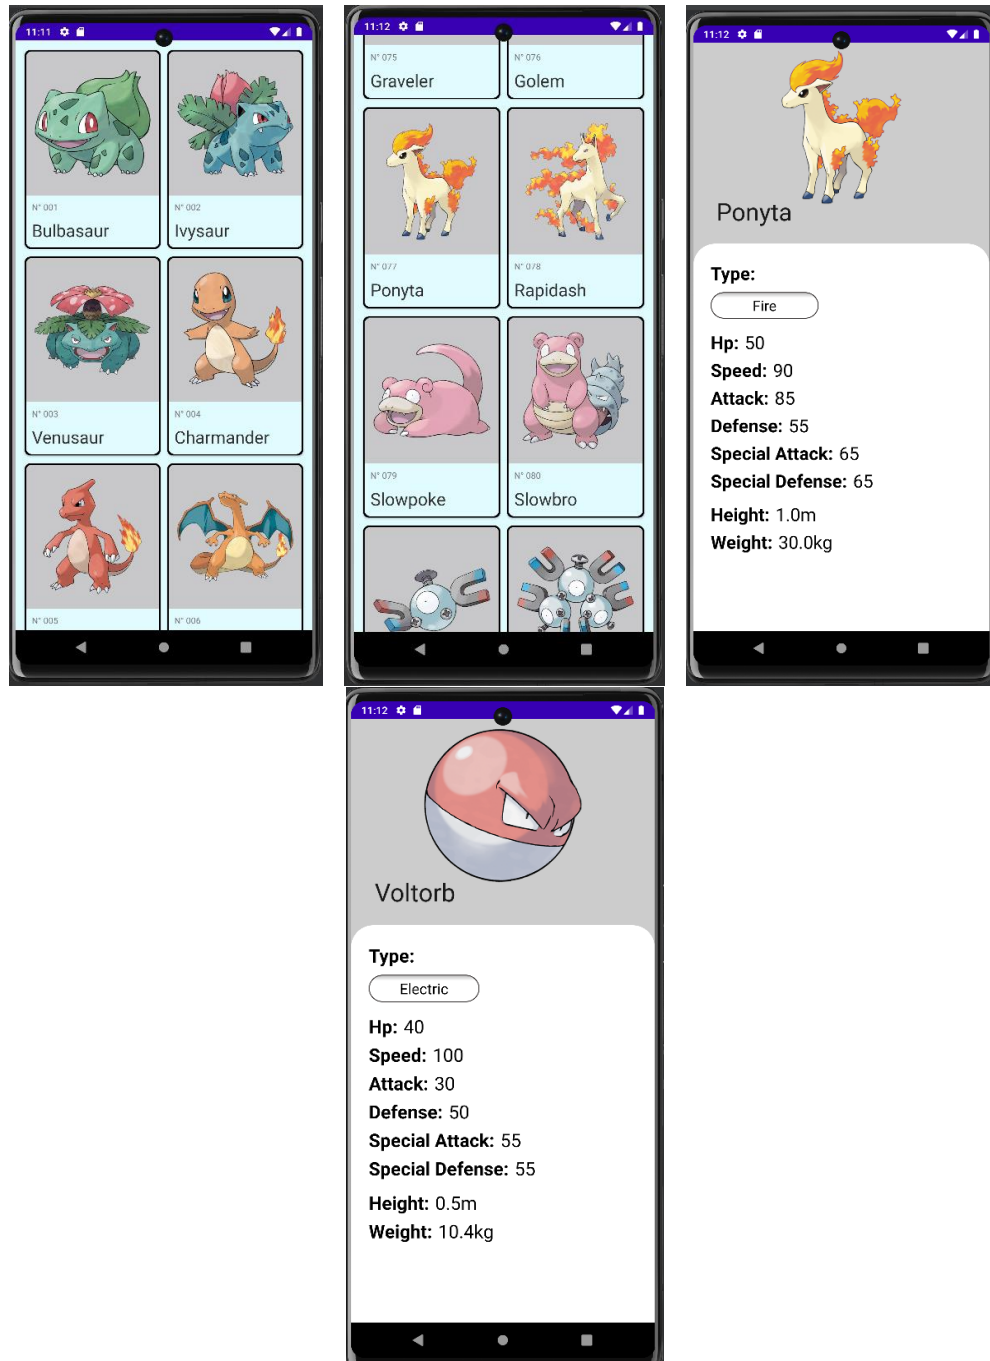 11:11
N° 001
N° 002
Bulbasaur
Ivysaur
N° 003
N° 004
Venusaur
Charmander
N° 005
N° 006
11:12
N° 075
N° 076
Graveler
Golem
N° 077
N° 078
Ponyta
Rapidash
N° 079
N° 080
Slowpoke
Slowbro
11:12
Ponyta
Type:
Fire
Hp: 50
Speed: 90
Attack: 85
Defense: 55
Special Attack: 65
Special Defense: 65
Height: 1.0m
Weight: 30.0kg
11:12
Voltorb
Type:
Electric
Hp: 40
Speed: 100
Attack: 30
Defense: 50
Special Attack: 55
Special Defense: 55
Height: 0.5m
Weight: 10.4kg